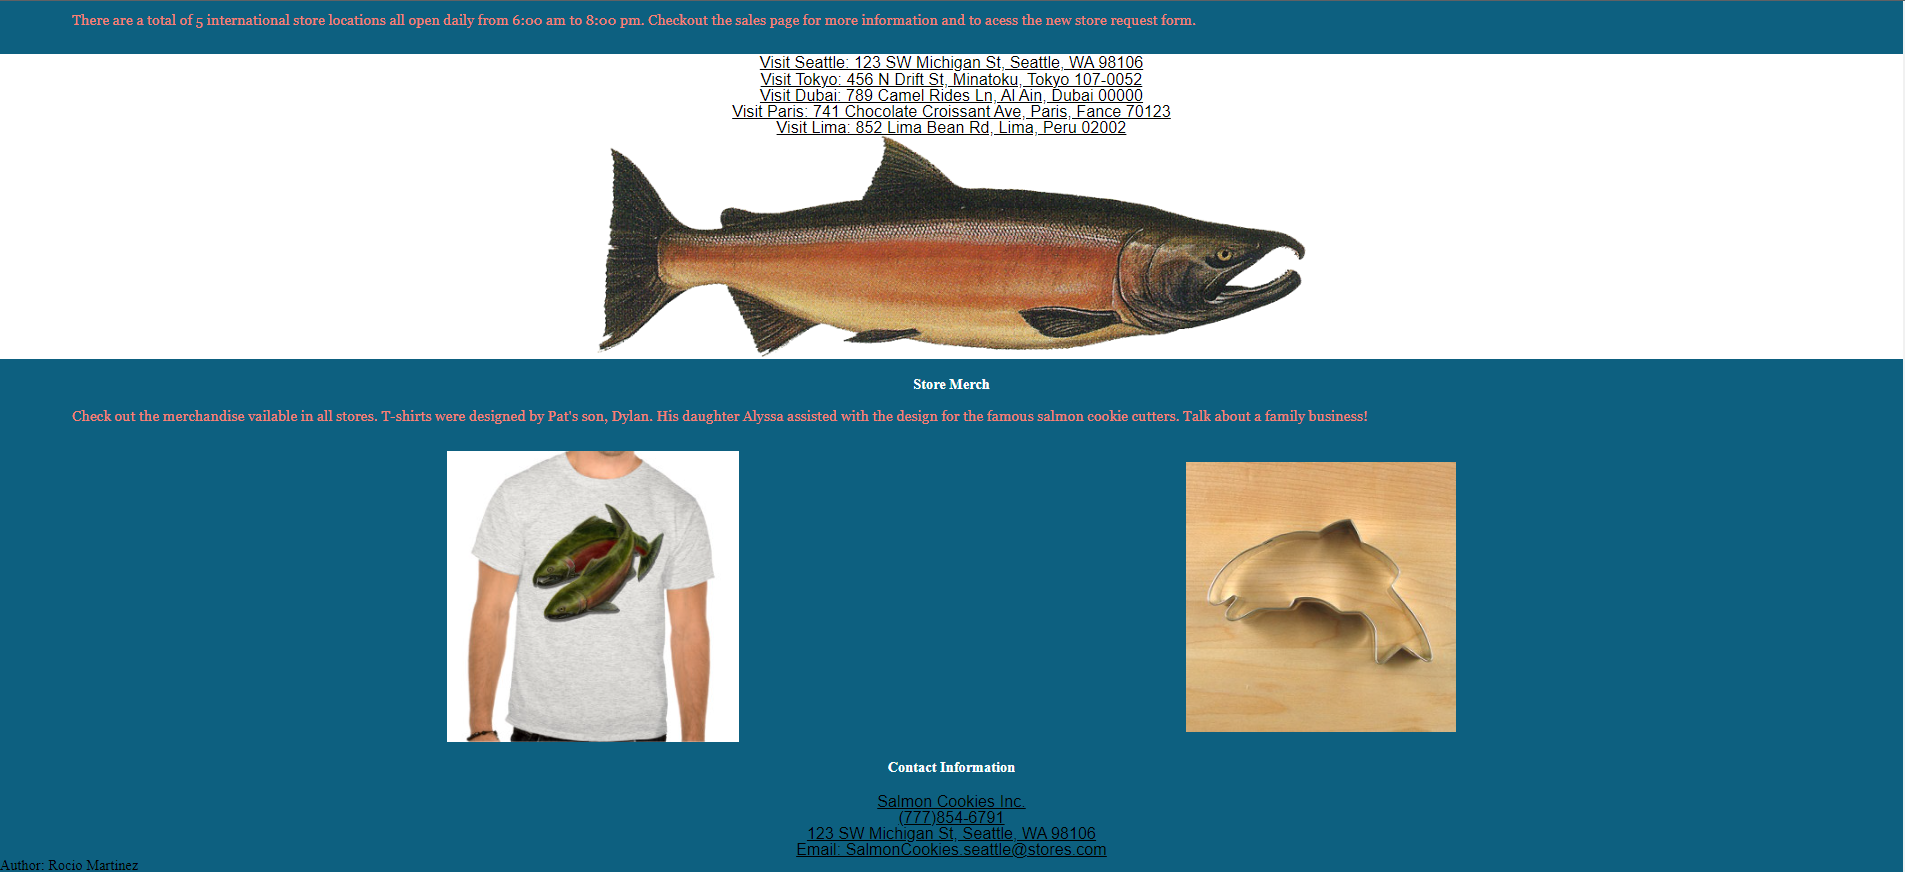 There are a total of 5 international store locations all open daily from 6:00 am to 8:00 pm. Checkout the sales page for more information and to acess the new store request form.
Visit Seattle: 123 SW Michigan St, Seattle, WA 98106
Visit Tokyo: 456 N Drift St, Minatoku, Tokyo 107-0052
Visit Dubai: 789 Camel Rides Ln, Al Ain, Dubai 00000
Visit Paris: 741 Chocolate Croissant Ave, Paris, Fance 70123
Visit Lima: 852 Lima Bean Rd, Lima, Peru 02002
Store Merch
Check out the merchandise vailable in all stores. T-shirts were designed by Pat's son, Dylan. His daughter Alyssa assisted with the design for the famous salmon cookie cutters. Talk about a family business!
Contact Information
Salmon Cookies Inc.
(777)854-6791
123 SW Michigan St, Seattle, WA 98106
Email: SalmonCookies.seattle@stores.com
Author: Rocio Martinez